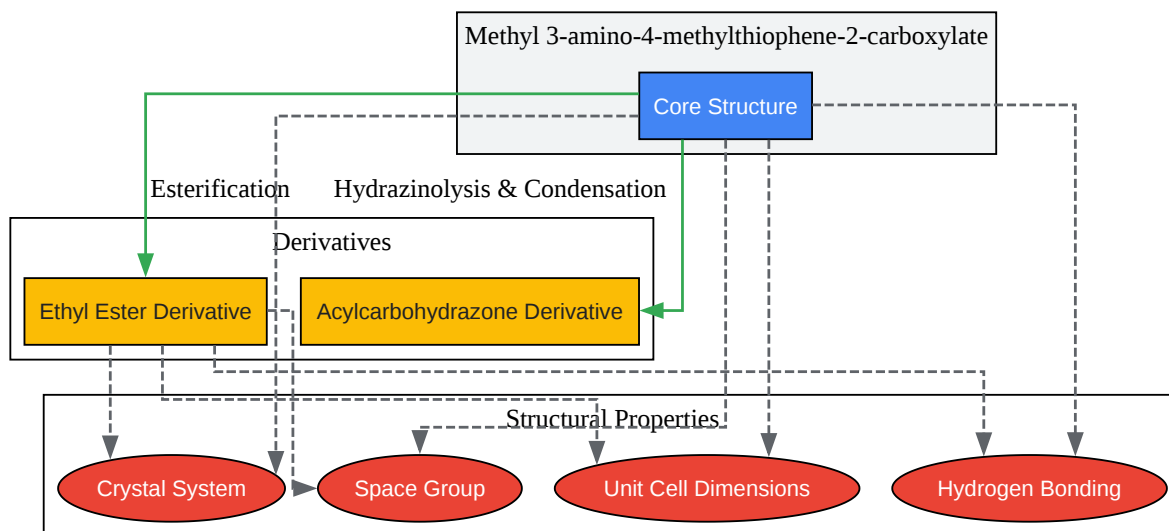 Methyl 3-amino-4-methylthiophene-2-carboxylate
Core Structure
Esterification
Hydrazinolysis & Condensation
Derivatives
Ethyl Ester Derivative
Acylcarbohydrazone Derivative
Structural Properties
Crystal System
Space Group
Unit Cell Dimensions
Hydrogen Bonding